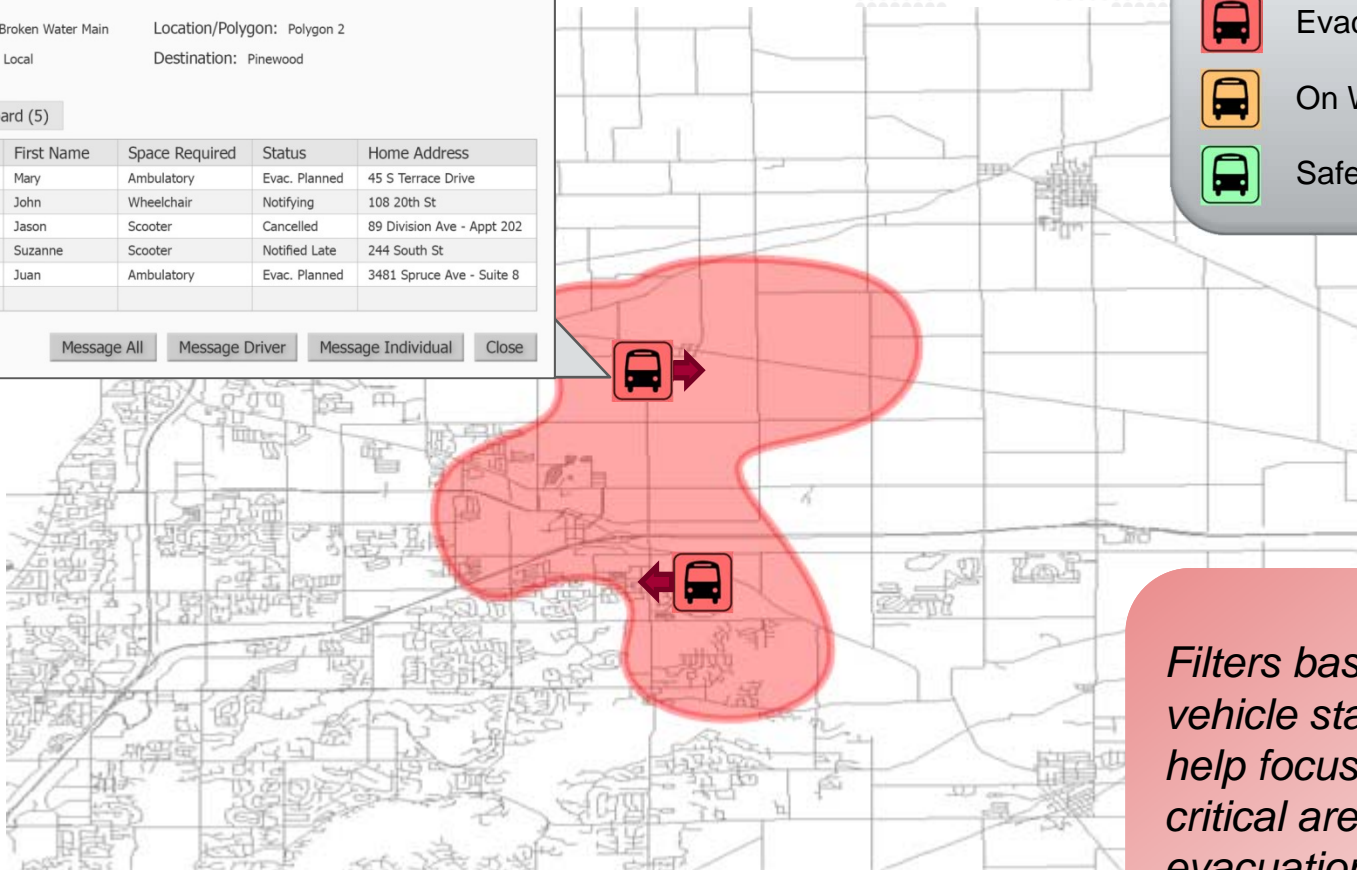 Broken Water Main Location/Polygon: Polygon 2
Local Destination: Pinewood
ard (5)
First Name Space Required Status Home Address
Mary Ambulatory Evac. Planned 45 S Terrace Drive
John Wheelchair Notifying 108 20th St
Jason Scooter Cancelled 89 Division Ave - Appt 202
Suzanne Scooter Notified Late 244 South St
Juan Ambulatory Evac. Planned 3481 Spruce Ave - Suite 8
Message All Message Driver Message Individual Close
Evac
On W
Safe
Filters bas
vehicle sta
help focus
critical are
evacuation